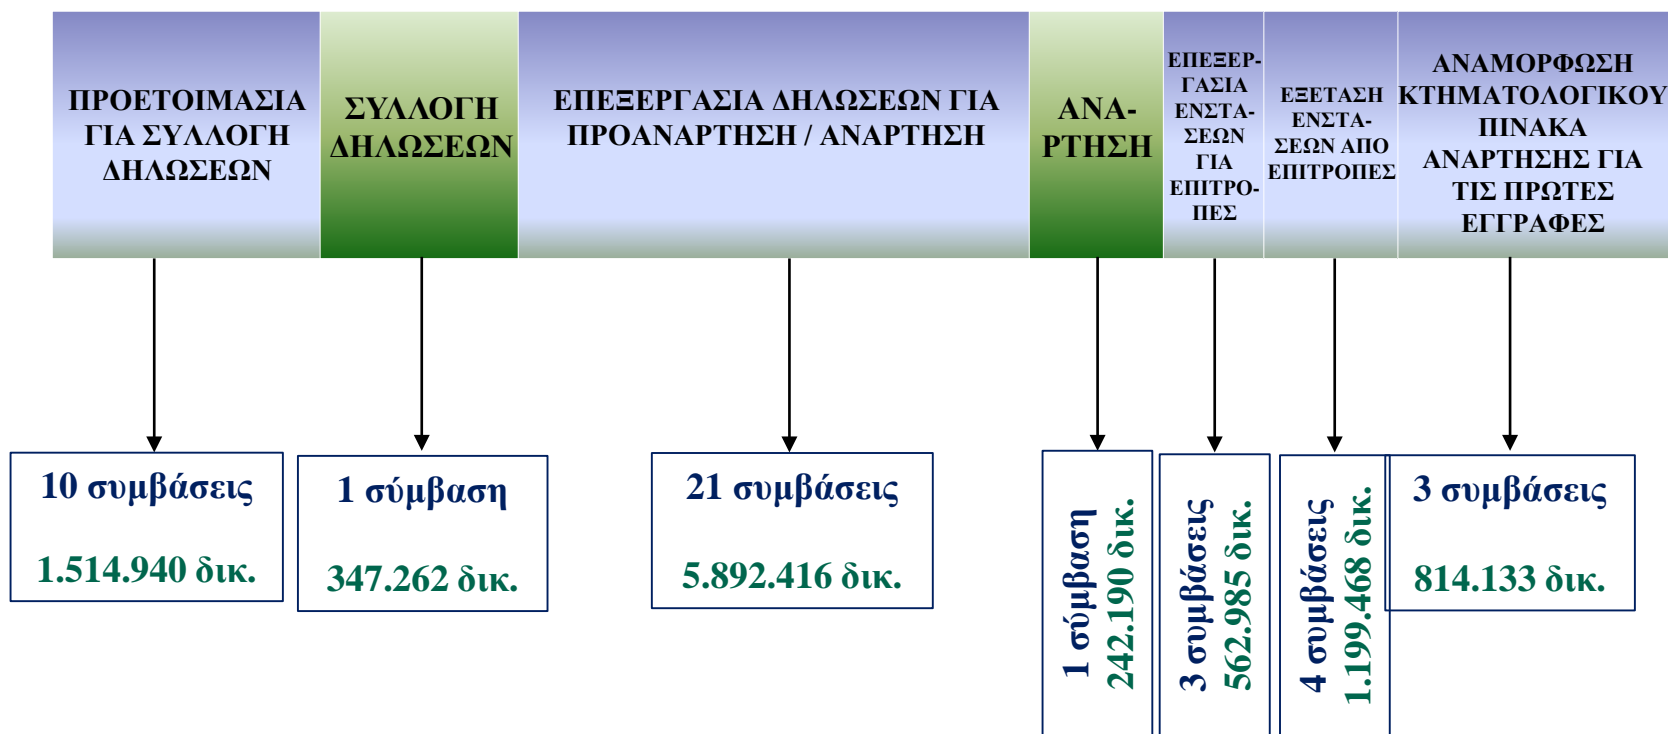 ΠΡΟΕΤΟΙΜΑΣΙΑ
ΓΙΑ ΣΥΛΛΟΓΗ
ΔΗΛΩΣΕΩΝ
ΣΥΛΛΟΓΗ
ΔΗΛΩΣΕΩΝ
ΕΠΕΞΕΡΓΑΣΙΑ ΔΗΛΩΣΕΩΝ ΓΙΑ
ΠΡΟΑΝΑΡΤΗΣΗ / ΑΝΑΡΤΗΣΗ
ΑΝΑ-
ΡΤΗΣΗ
ΕΠΕΞΕΡ-
ΓΑΣΙΑ
ΕΝΣΤΑ-
ΣΕΩΝ
ΓΙΑ
ΕΠΙΤΡΟ-
ΠΕΣ
ΕΞΕΤΑΣΗ
ΕΝΣΤΑ-
ΣΕΩΝ ΑΠΟ
ΕΠΙΤΡΟΠΕΣ
ΑΝΑΜΟΡΦΩΣΗ
ΚΤΗΜΑΤΟΛΟΓΙΚΟΥ
ΠΙΝΑΚΑ
ΑΝΑΡΤΗΣΗΣ ΓΙΑ
ΤΙΣ ΠΡΩΤΕΣ
ΕΓΓΡΑΦΕΣ
10 συμβάσεις
1.514.940 δικ.
1 σύμβαση
347.262 δικ.
21 συμβάσεις
5.892.416 δικ.
1 σύμβαση
242.190 δικ.
3 συμβάσεις
562.985 δικ.
4 συμβάσεις
1.199.468 δικ.
3 συμβάσεις
814.133 δικ.